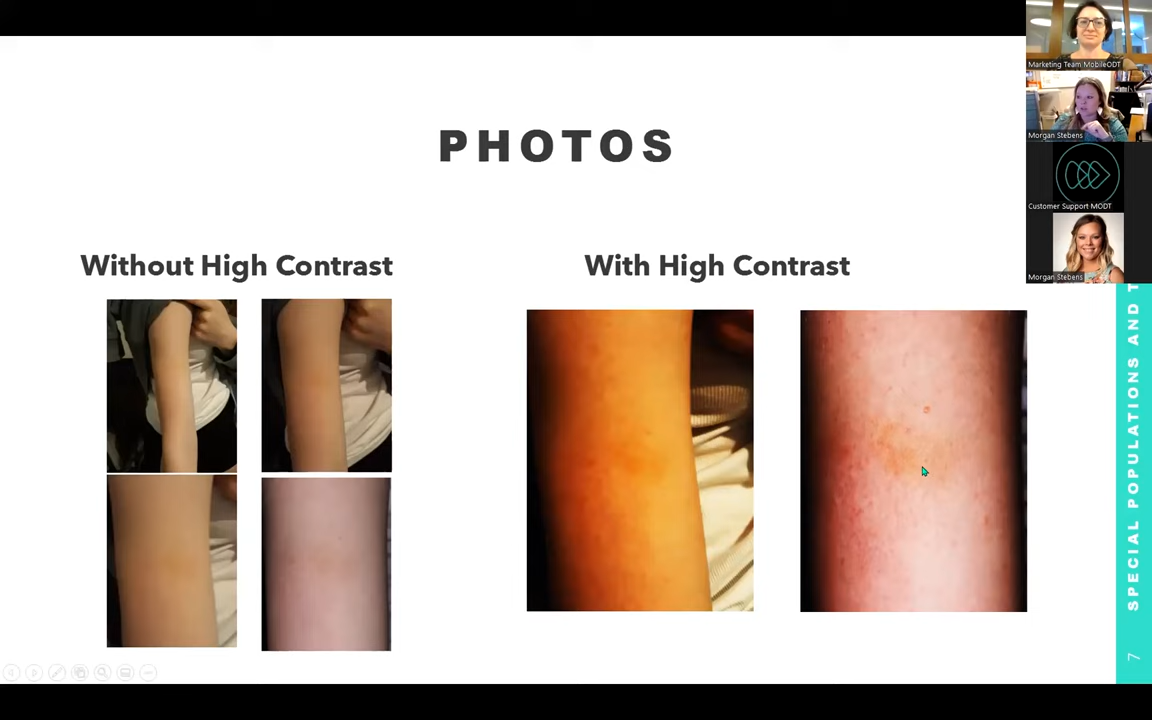 PHOTOS
Without High Contrast
With High Contrast
Marketing Team MobileODT
Morgan Stebens
Customer Support MODT
Morgan Stebens
SPECIAL POPULATIONS AND
7